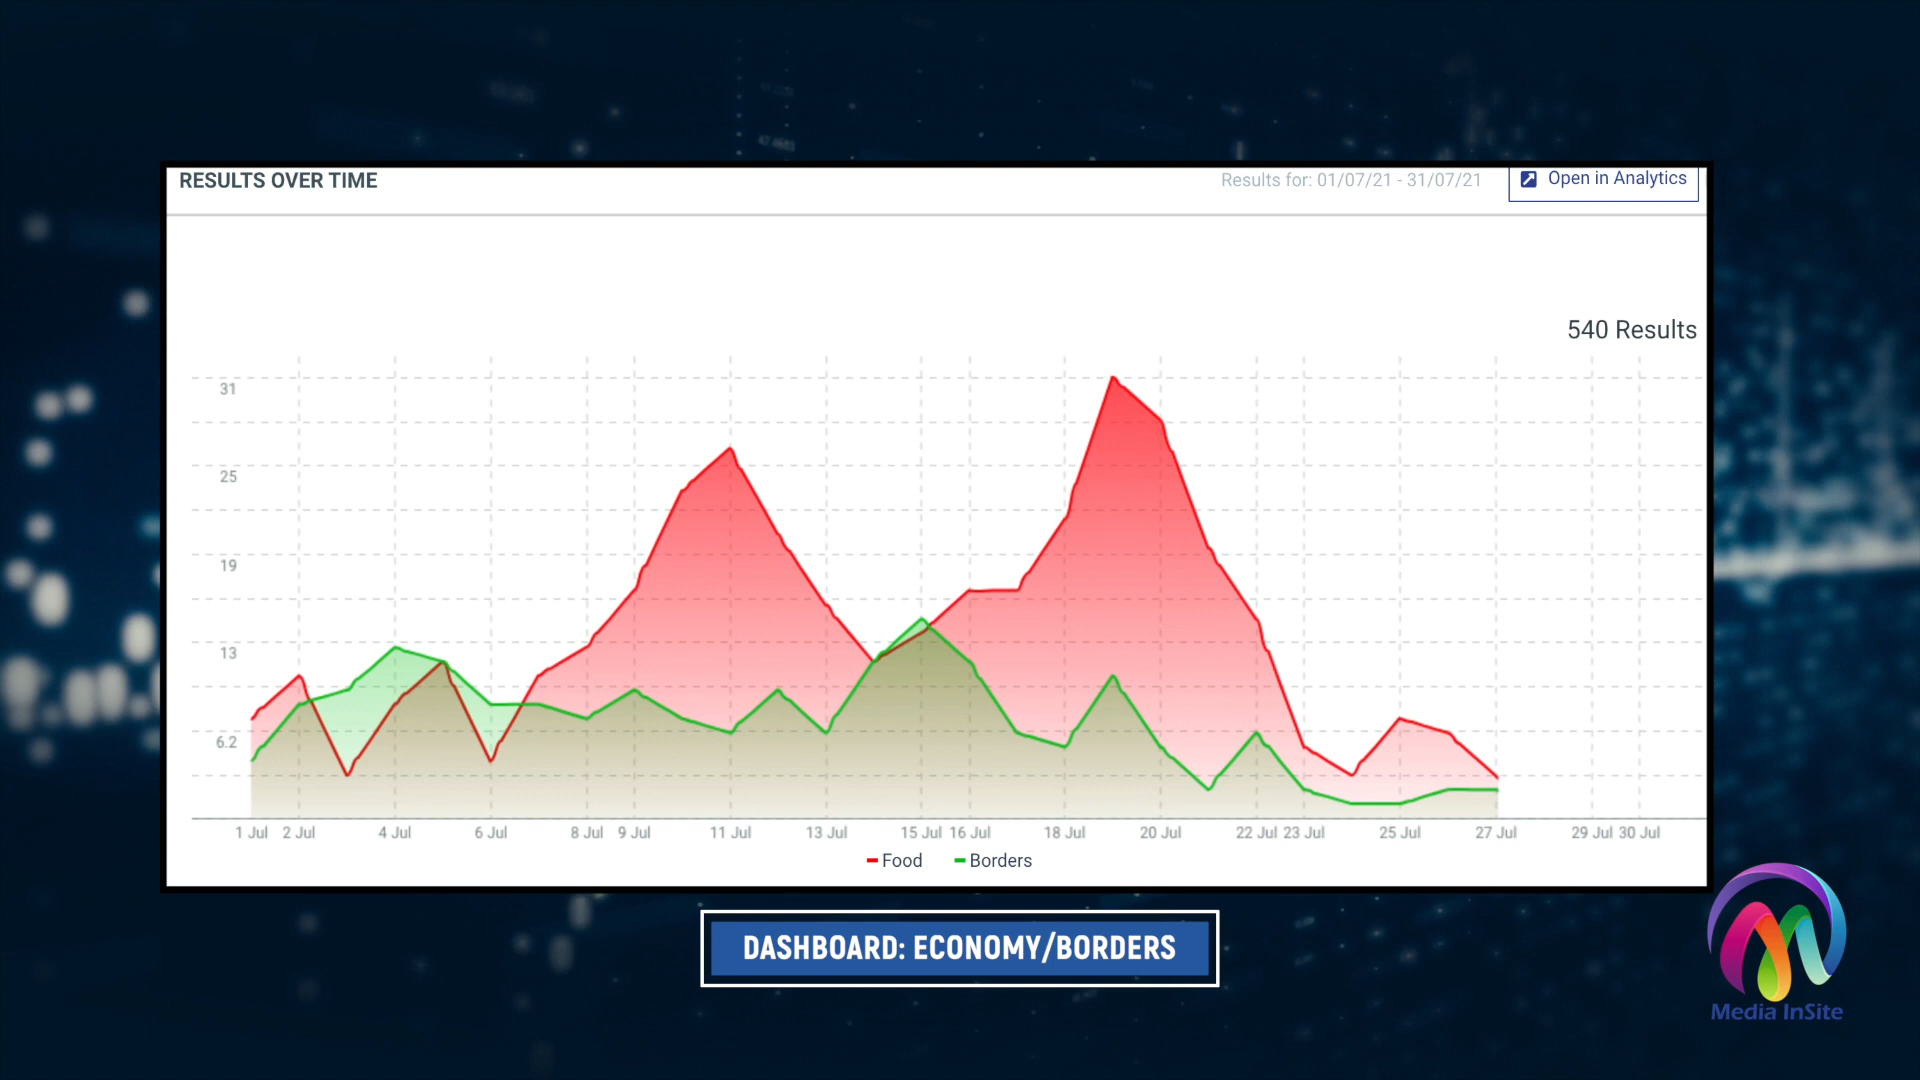 RESULTS OVER TIME
Results for: 01/07/21 - 31/07/21
Open in Analytics
540 Results
31
25
19
13
6.2
1 Jul 2 Jul 4 Jul 6 Jul 8 Jul 9 Jul 11 Jul 13 Jul 15 Jul 16 Jul 18 Jul 20 Jul 22 Jul 23 Jul 25 Jul 27 Jul 29 Jul 30 Jul
Food Borders
DASHBOARD: ECONOMY/BORDERS
Media InSite